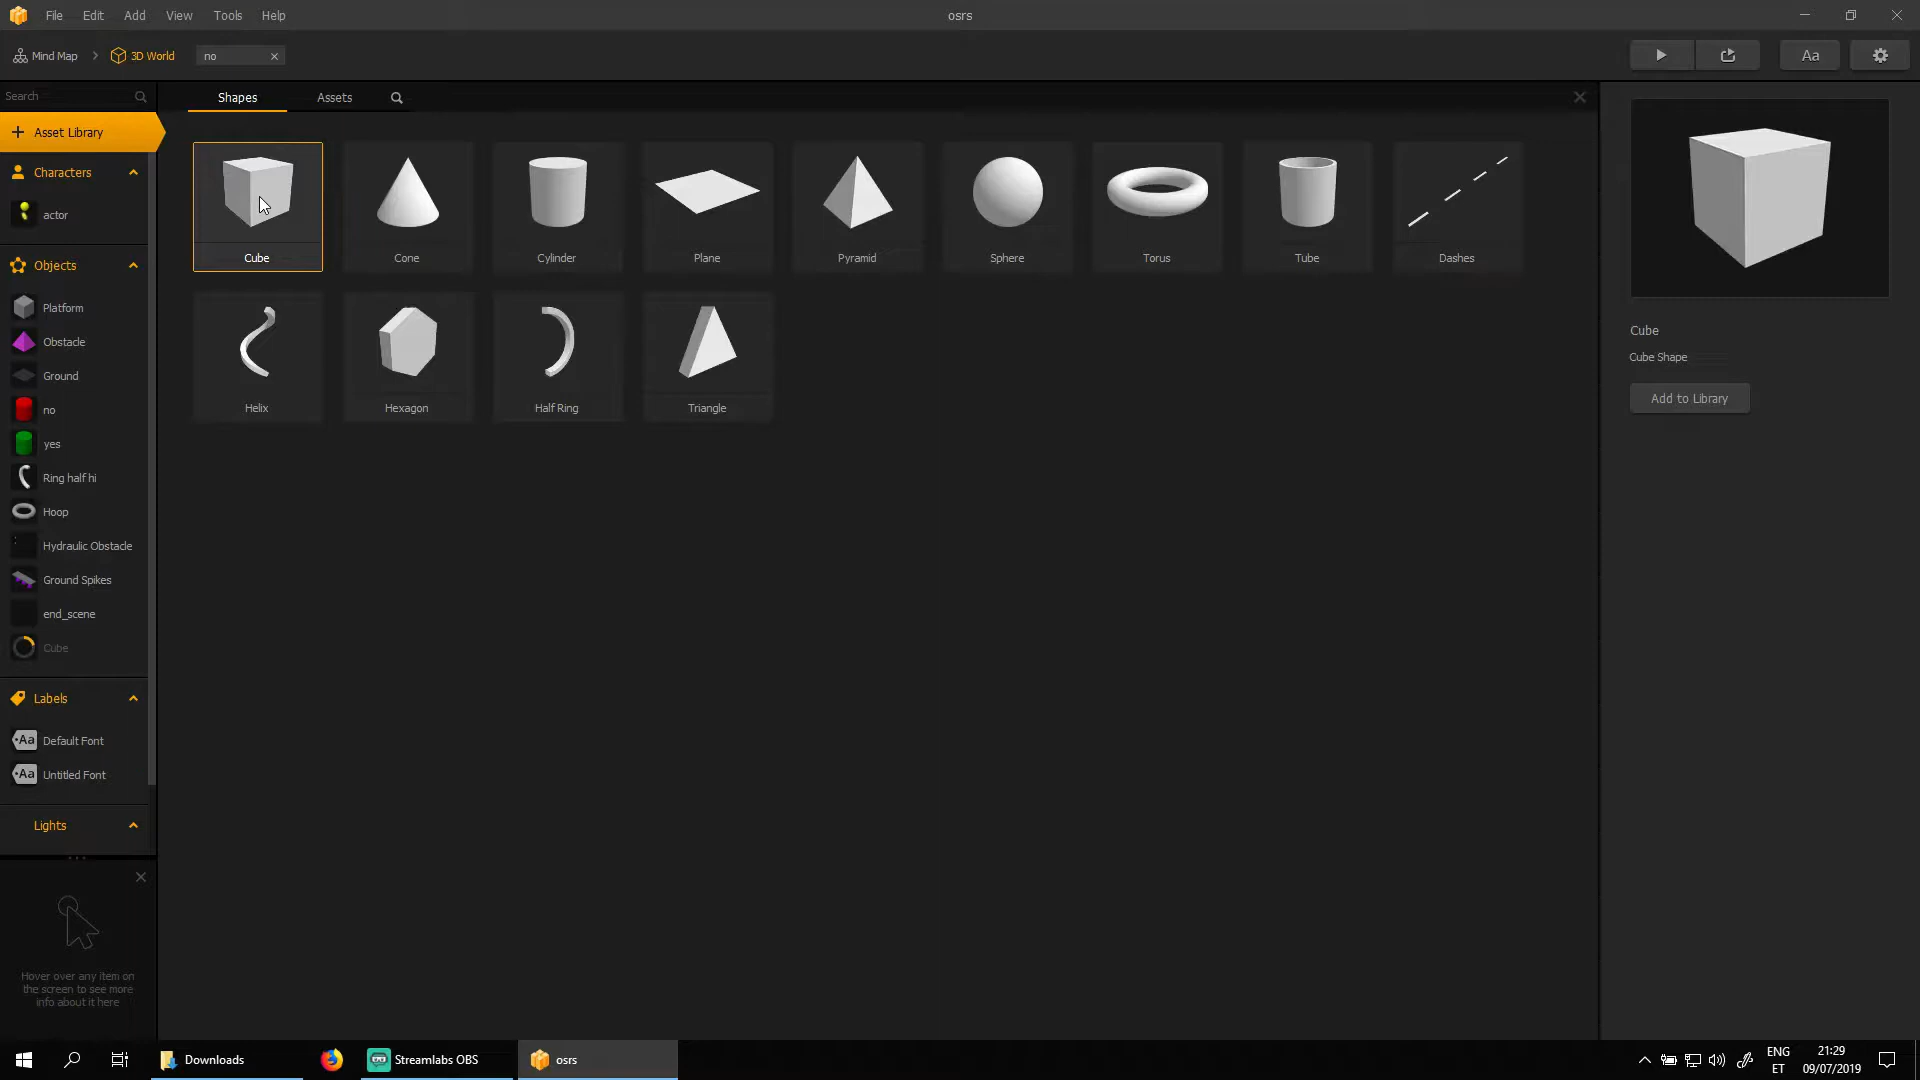 File Edit Add View Tools Help
osrs
Mind Map
3D World
no
Aa
Search
Shapes
Assets
Asset Library
Characters
actor
Objects
Platform
Obstacle
Ground
no
yes
Ring half hi
Hoop
Hydraulic Obstacle
Ground Spikes
end_scene
Cube
Labels
Aa Default Font
Aa Untitled Font
Lights
Hover over any item on
the screen to see more
info about it here
Cube Cone Cylinder Plane Pyramid Sphere Torus Tube Dashes
Helix Hexagon Half Ring Triangle
Cube
Cube Shape
Add to Library
Downloads
Streamlabs OBS
osrs
ENG
ET
21:29
09/07/2019